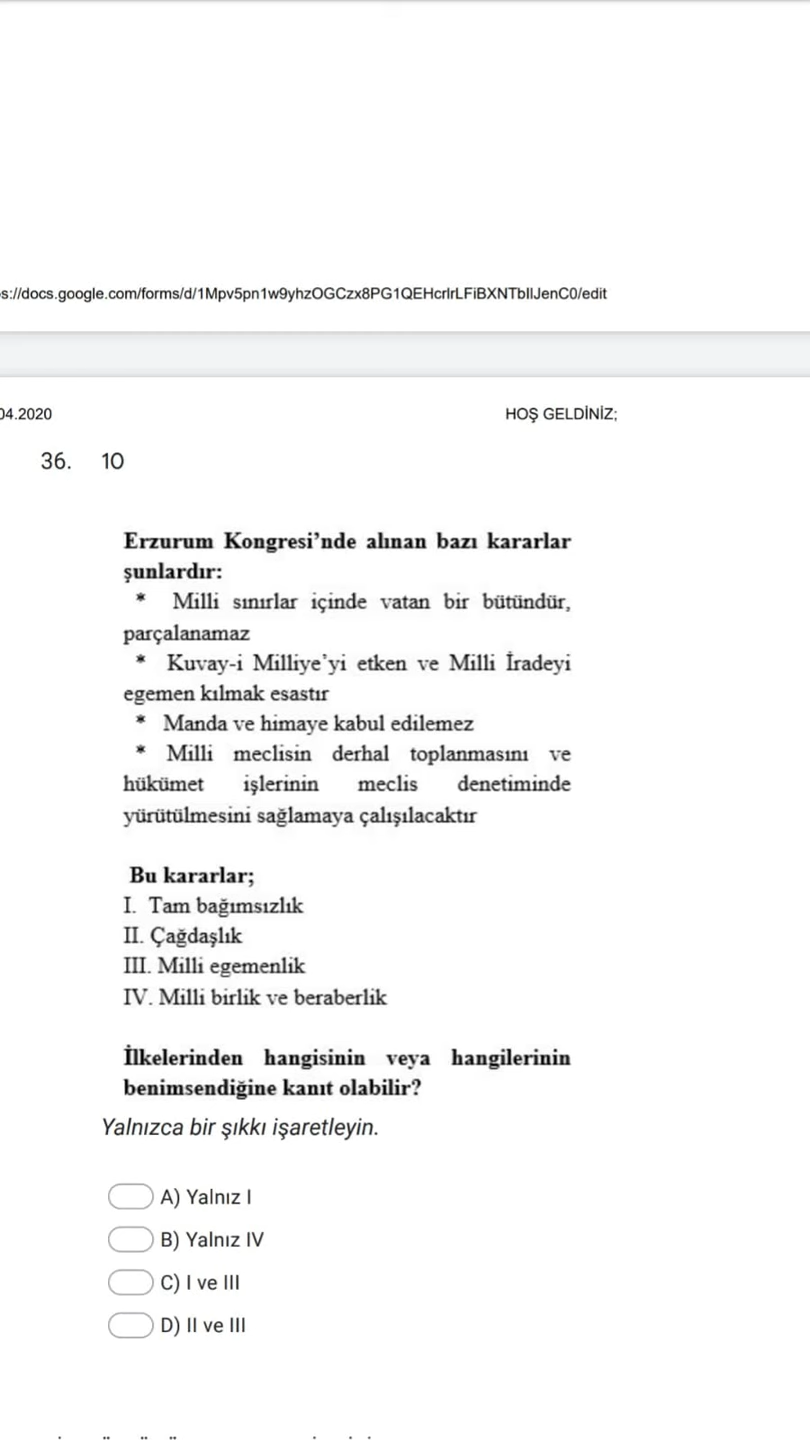 s://docs.google.com/forms/d/1Mpv5pn1w9yhzOGCzx8PG1QEHcrIrLFiBXNTbIlJenC0/edit
04.2020 HOŞ GELDİNİZ;
36. 10
Erzurum Kongresi’nde alınan bazı kararlar
şunlardır:
* Milli sınırlar içinde vatan bir bütündür,
parçalanamaz
* Kuvay-i Milliye’yi etken ve Milli İradeyi
egemen kılmak esastır
* Manda ve himaye kabul edilemez
* Milli meclisin derhal toplanmasını ve
hükümet işlerinin meclis denetiminde
yürütülmesini sağlamaya çalışılacaktır
Bu kararlar;
I. Tam bağımsızlık
II. Çağdaşlık
III. Milli egemenlik
IV. Milli birlik ve beraberlik
İlkelerinden hangisinin veya hangilerinin
benimsendiğine kanıt olabilir?
Yalnızca bir şıkkı işaretleyin.
A) Yalnız I
B) Yalnız IV
C) I ve III
D) II ve III